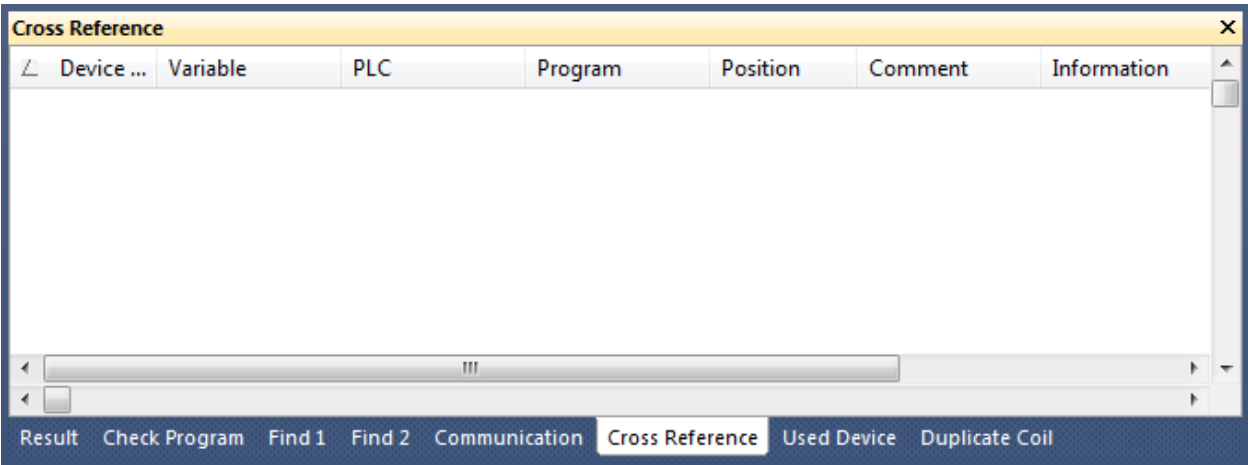 Cross Reference
Device ... Variable PLC Program Position Comment Information
Result Check Program Find 1 Find 2 Communication Cross Reference Used Device Duplicate Coil